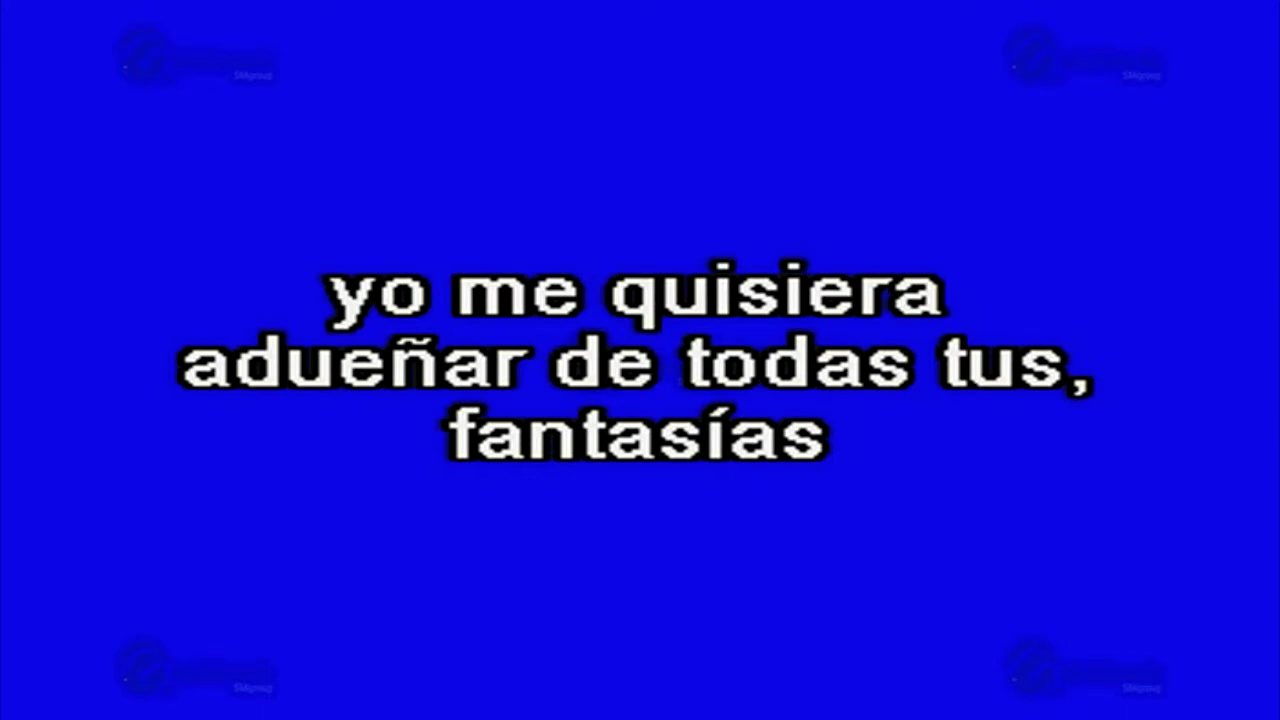 yo me quisiera
adueñar de todas tus,
fantasías